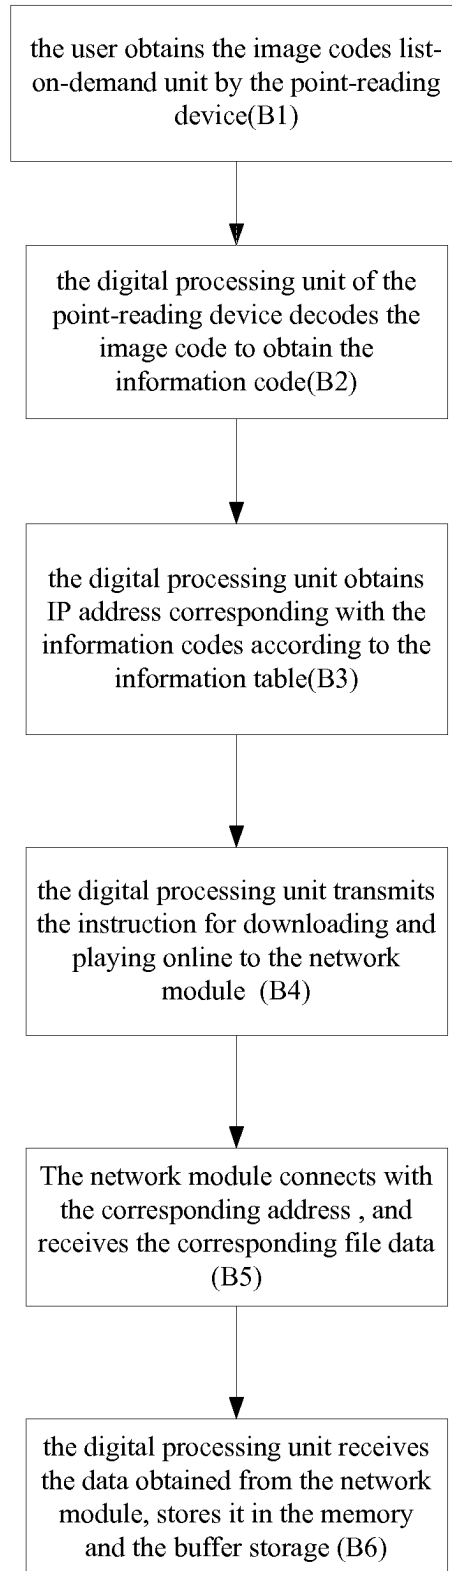 the user obtains the image codes list-
on-demand unit by the point-reading
device(B1)
the digital processing unit of the
point-reading device decodes the
image code to obtain the
information code(B2)
the digital processing unit obtains
IP address corresponding with the
information codes according to the
information table(B3)
the digital processing unit transmits
the instruction for downloading and
playing online to the network
module (B4)
The network module connects with
the corresponding address , and
receives the corresponding file data
(B5)
the digital processing unit receives
the data obtained from the network
module, stores it in the memory
and the buffer storage (B6)